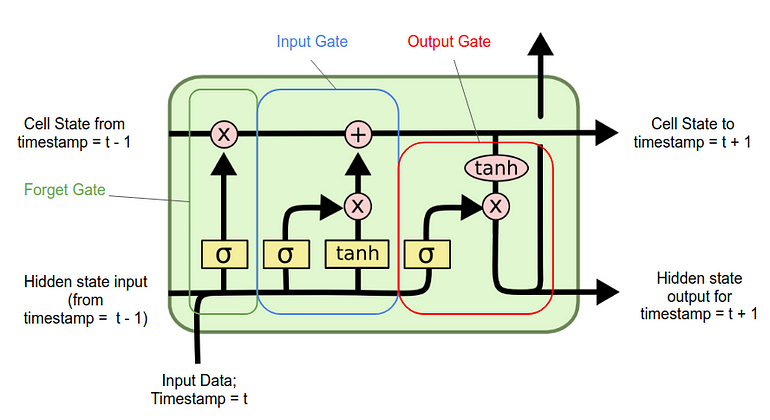 Input Gate
Output Gate
Cell State from
timestamp = t - 1
x
+
Cell State to
timestamp = t + 1
tanh
Forget Gate
x
x
σ
σ
tanh
σ
Hidden state input
(from
timestamp = t - 1)
Hidden state
output for
timestamp = t + 1
Input Data;
Timestamp = t